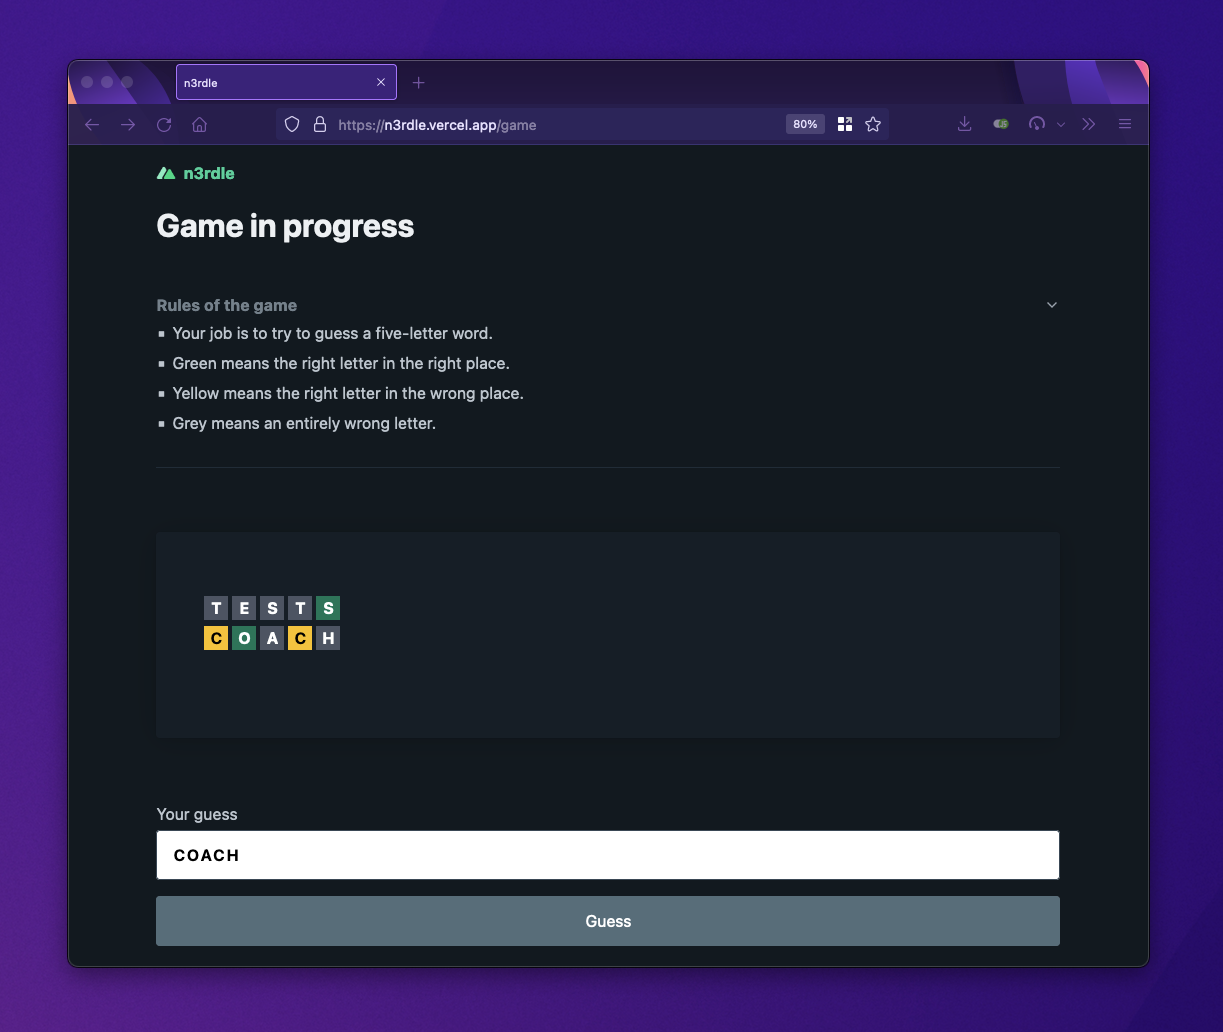 n3rdle
https://n3rdle.vercel.app/game 80%
n3rdle
Game in progress
Rules of the game
▪ Your job is to try to guess a five-letter word.
▪ Green means the right letter in the right place.
▪ Yellow means the right letter in the wrong place.
▪ Grey means an entirely wrong letter.
T E S T S
C O A C H
Your guess
COACH
Guess